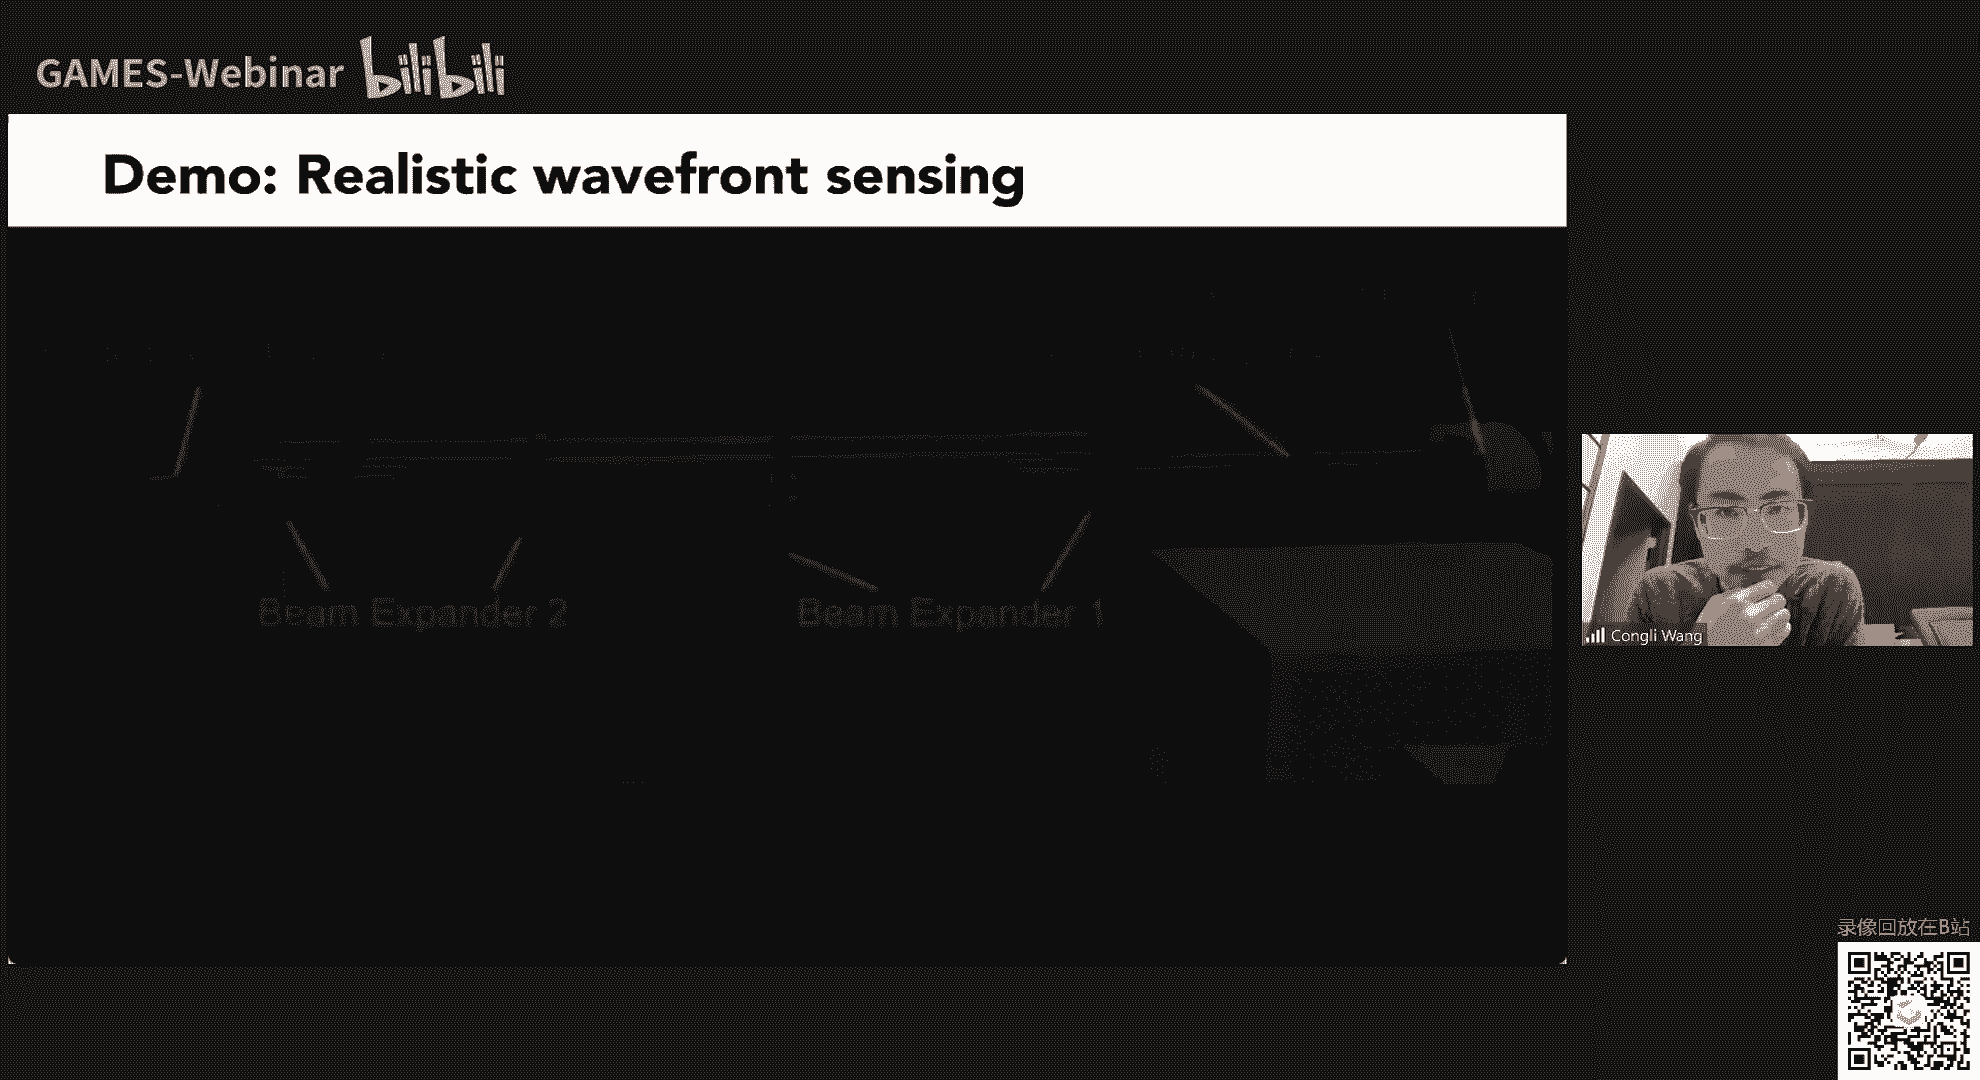 GAMES-Webinar bilibili
Demo: Realistic wavefront sensing
Beam Expander 2
Beam Expander 1
Congli Wang
录像回放在B站